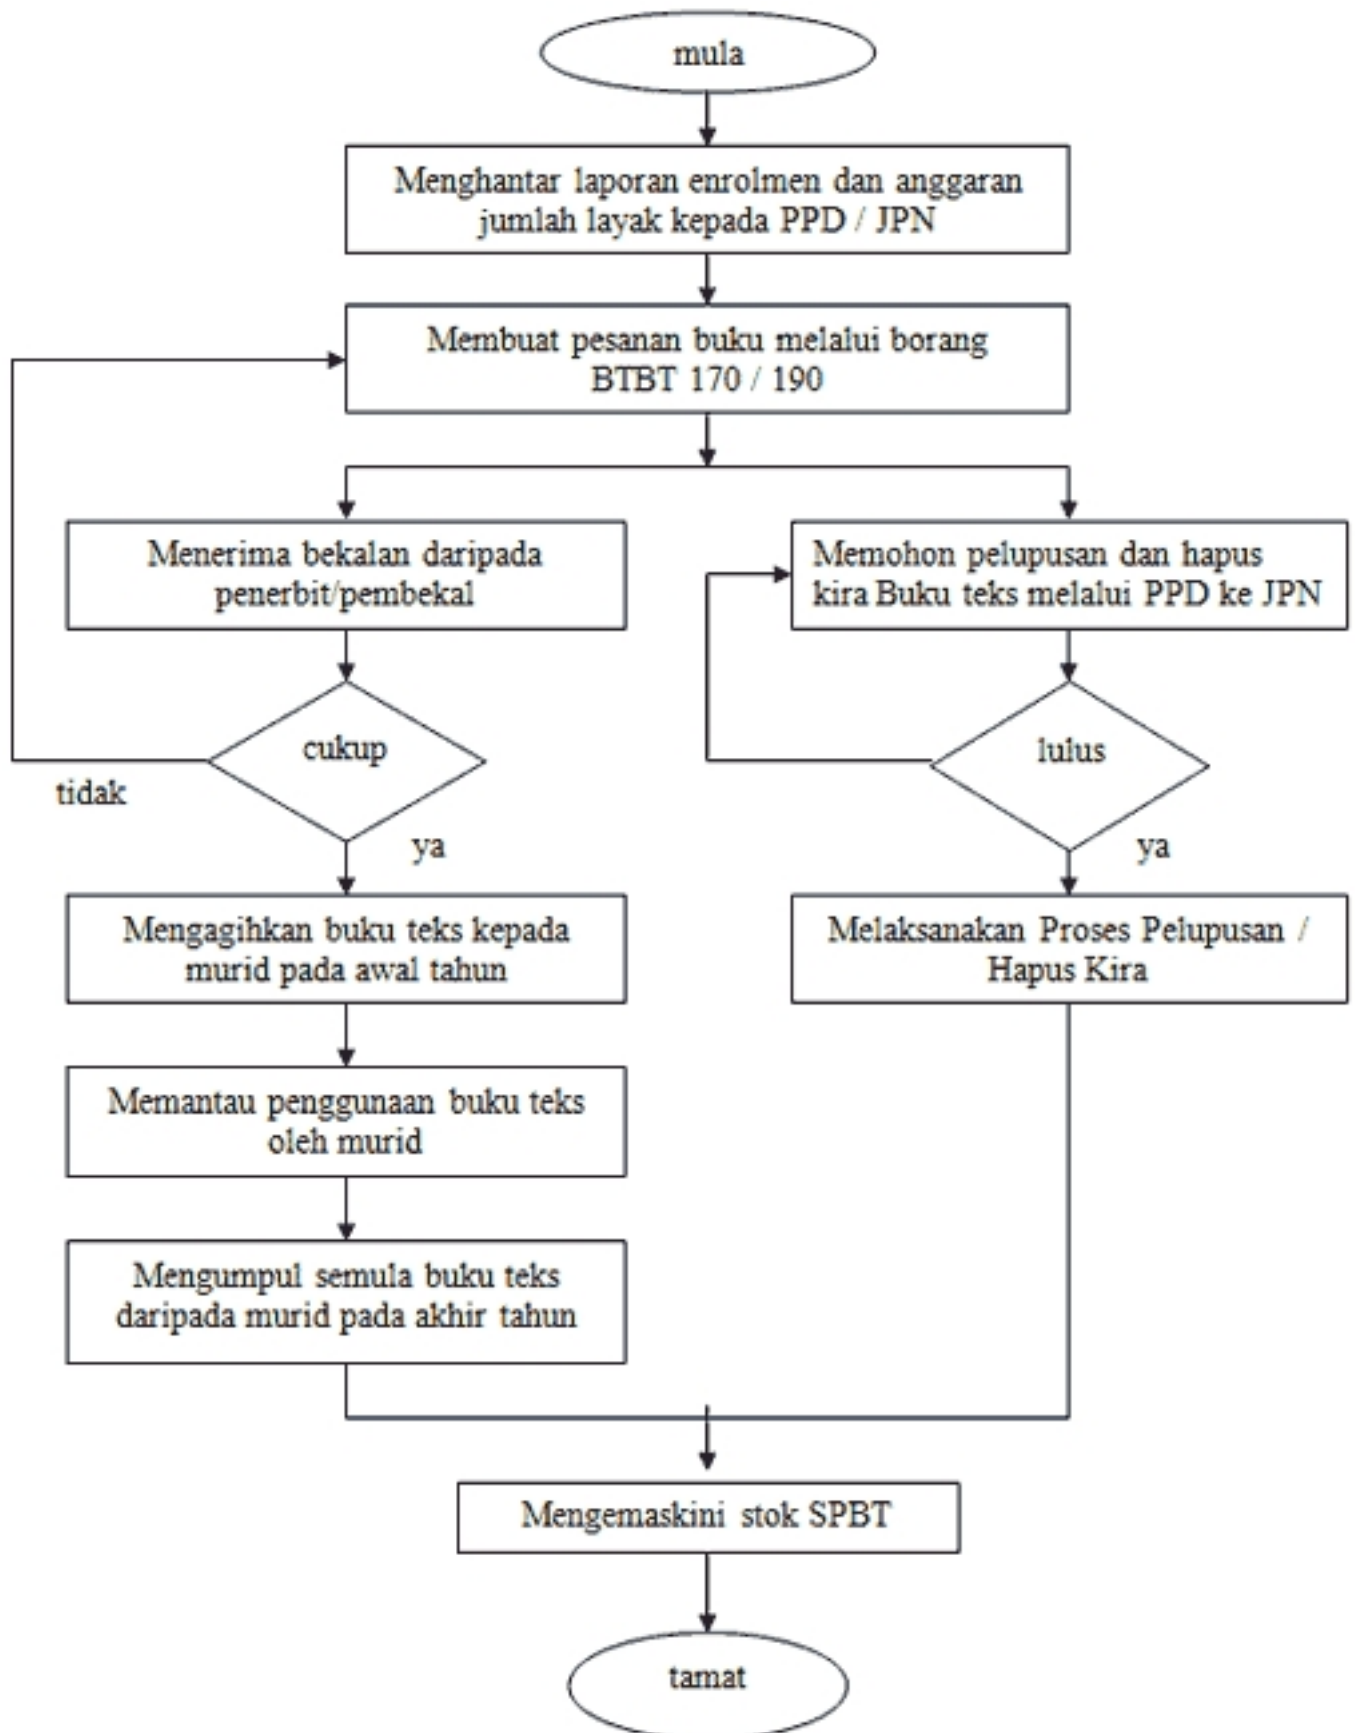 mula
Menghantar laporan enrolmen dan anggaran
jumlah layak kepada PPD / JPN
Membuat pesanan buku melalui borang
BTBT 170 / 190
Menerima bekalan daripada
penerbit/pembekal
cukup
tidak
ya
Mengagihkan buku teks kepada
murid pada awal tahun
Memantau penggunaan buku teks
oleh murid
Mengumpul semula buku teks
daripada murid pada akhir tahun
Memohon pelupusan dan hapus
kira Buku teks melalui PPD ke JPN
lulus
ya
Melaksanakan Proses Pelupusan /
Hapus Kira
Mengemaskini stok SPBT
tamat